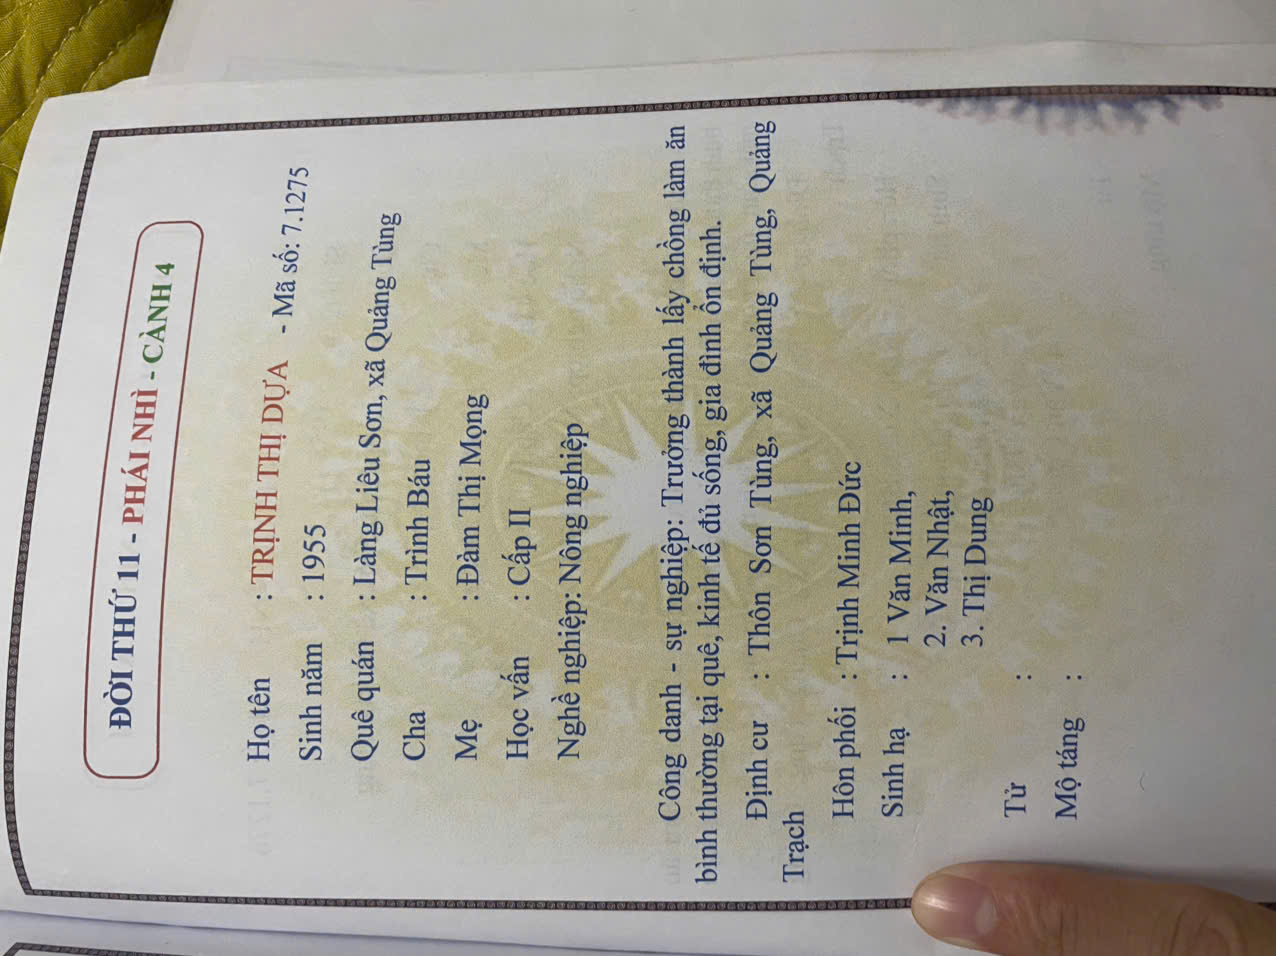 ĐỜI THỨ 11 - PHÁI NHÌ - CÀNH 4
Họ tên : TRỊNH THỊ DỰA - Mã số: 7.1275
Sinh năm : 1955
Quê quán : Làng Liêu Sơn, xã Quảng Tùng
Cha : Trình Báu
Mẹ : Đàm Thị Mọng
Học vấn : Cấp II
Nghề nghiệp: Nông nghiệp
Công danh - sự nghiệp: Trưởng thành lấy chồng làm ăn
bình thường tại quê, kinh tế đủ sống, gia đình ổn định.
Định cư : Thôn Sơn Tùng, xã Quảng Tùng, Quảng
Trạch
Hôn phối : Trịnh Minh Đức
Sinh hạ : 1 Văn Minh,
2. Văn Nhật,
3. Thị Dung
Tử :
Mộ táng :